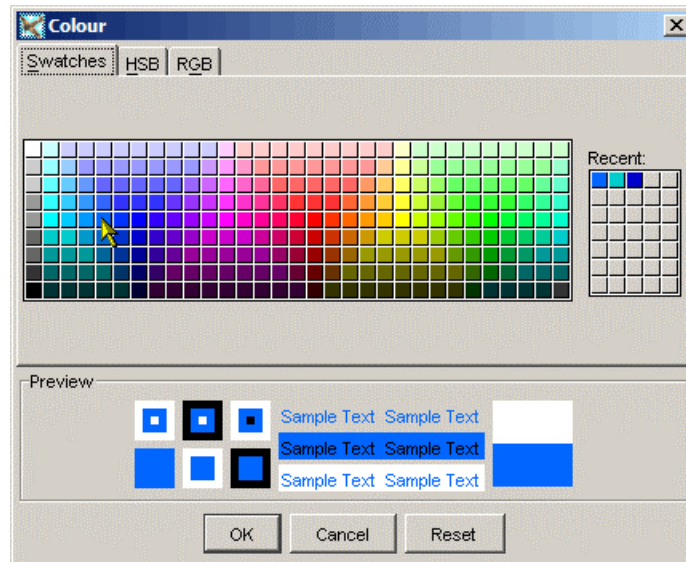 Colour
Swatches HSB RGB
Recent:
Preview
Sample Text Sample Text
Sample Text Sample Text
Sample Text Sample Text
OK Cancel Reset